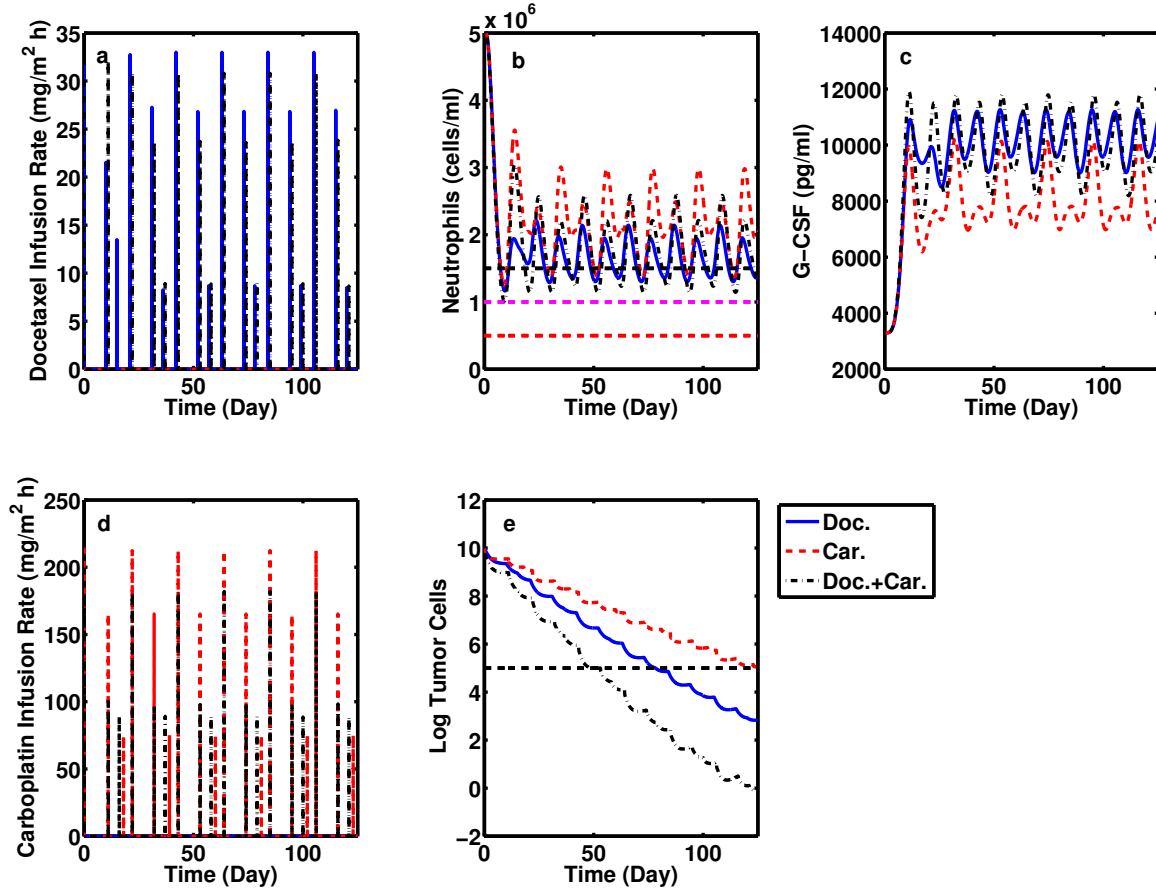 a
Docetaxel Infusion Rate (mg/m² h)
35
30
25
20
15
10
5
0
0 50 100
Time (Day)
x 10⁶
b
Neutrophils (cells/ml)
5
4
3
2
1
0
0 50 100
Time (Day)
c
G−CSF (pg/ml)
14000
12000
10000
8000
6000
4000
2000
0 50 100
Time (Day)
d
Carboplatin Infusion Rate (mg/m² h)
250
200
150
100
50
0
0 50 100
Time (Day)
e
Log Tumor Cells
12
10
8
6
4
2
0
−2
0 50 100
Time (Day)
Doc.
Car.
Doc.+Car.